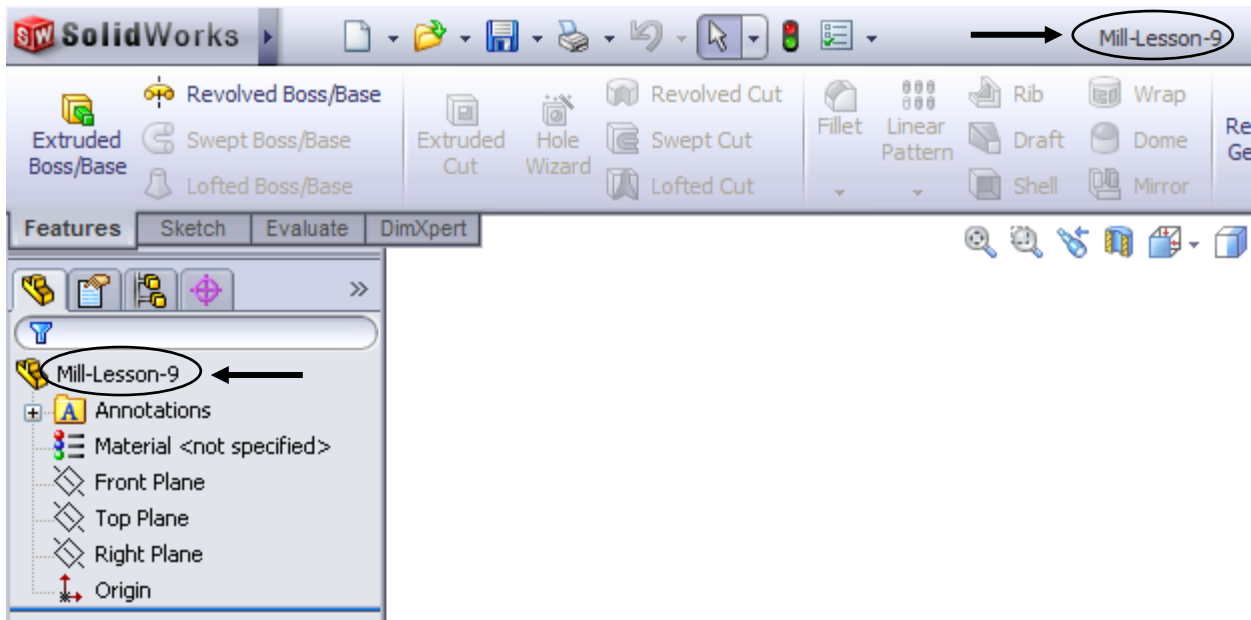 SolidWorks
Mill-Lesson-9
Extruded Boss/Base
Revolved Boss/Base
Swept Boss/Base
Lofted Boss/Base
Extruded Cut
Hole Wizard
Revolved Cut
Swept Cut
Lofted Cut
Fillet
Linear Pattern
Rib
Draft
Shell
Wrap
Dome
Mirror
Re
Ge
Features Sketch Evaluate DimXpert
Mill-Lesson-9
A Annotations
Material <not specified>
Front Plane
Top Plane
Right Plane
Origin